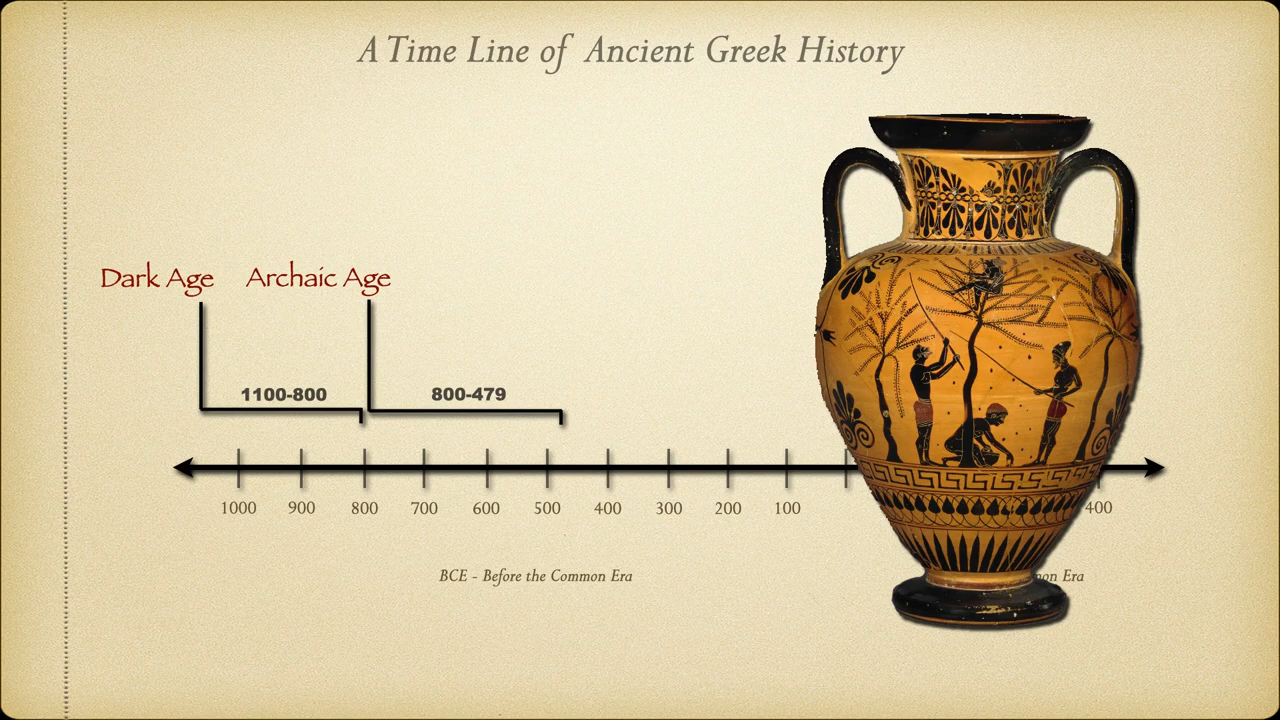 A Time Line of Ancient Greek History
Dark Age Archaic Age
1100-800 800-479
1000 900 800 700 600 500 400 300 200 100 400
BCE - Before the Common Era Era